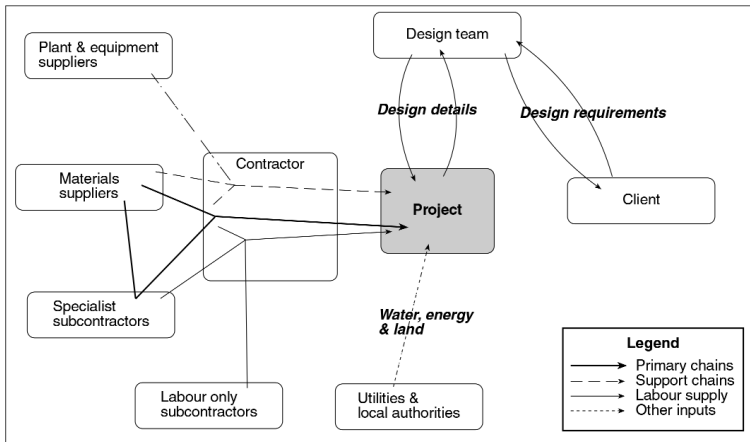 Plant & equipment
suppliers
Design team
Design details
Design requirements
Contractor
Materials
suppliers
Project
Client
Specialist
subcontractors
Water, energy
& land
Labour only
subcontractors
Utilities &
local authorities
Legend
Primary chains
Support chains
Labour supply
Other inputs